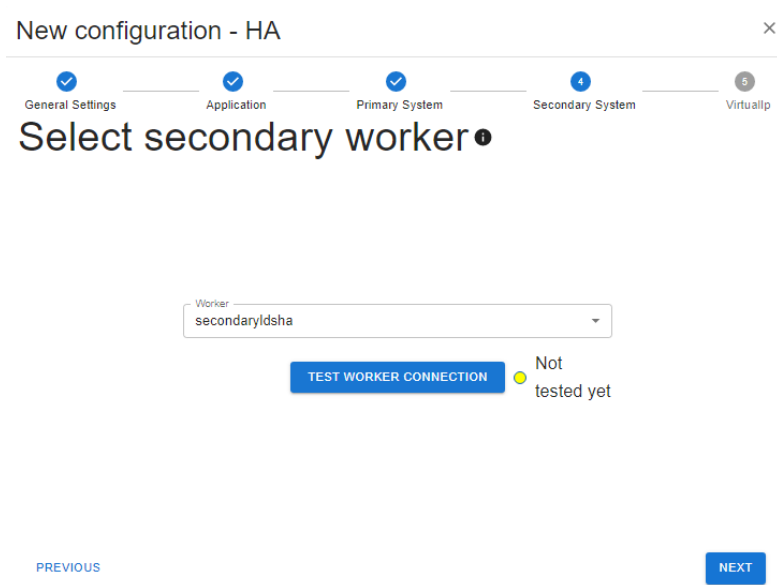 New configuration - HA
General Settings
Application
Primary System
4
Secondary System
5
VirtualIp
Select secondary worker
Worker
secondaryldsha
TEST WORKER CONNECTION
Not
tested yet
PREVIOUS
NEXT